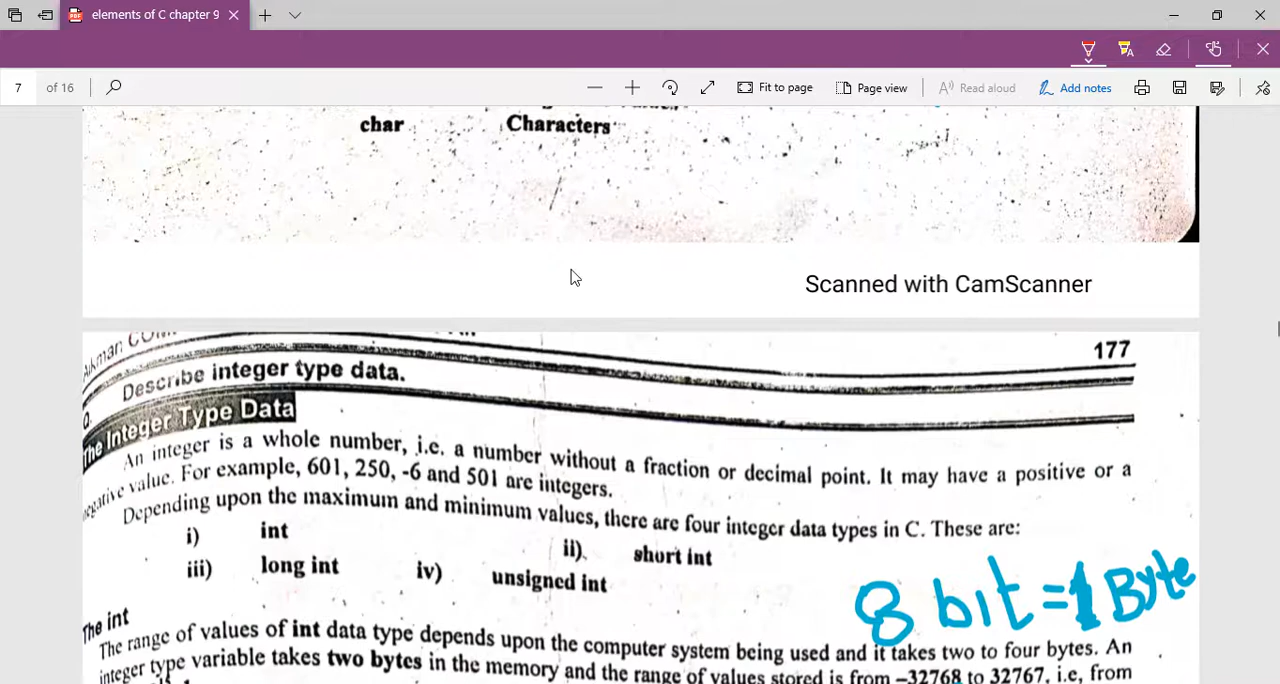 elements of C chapter 9
7 of 16
Fit to page
Page view
Read aloud
Add notes
char Characters
Scanned with CamScanner
177
Describe integer type data.
The Integer Type Data
An integer is a whole number, i.e. a number without a fraction or decimal point. It may have a positive or a
negative value. For example, 601, 250, -6 and 501 are integers.
Depending upon the maximum and minimum values, there are four integer data types in C. These are:
i) int ii) short int
iii) long int iv) unsigned int
8 bit = 1 Byte
The int
The range of values of int data type depends upon the computer system being used and it takes two to four bytes. An
integer type variable takes two bytes in the memory and the range of values stored is from –32768 to 32767, i.e, from